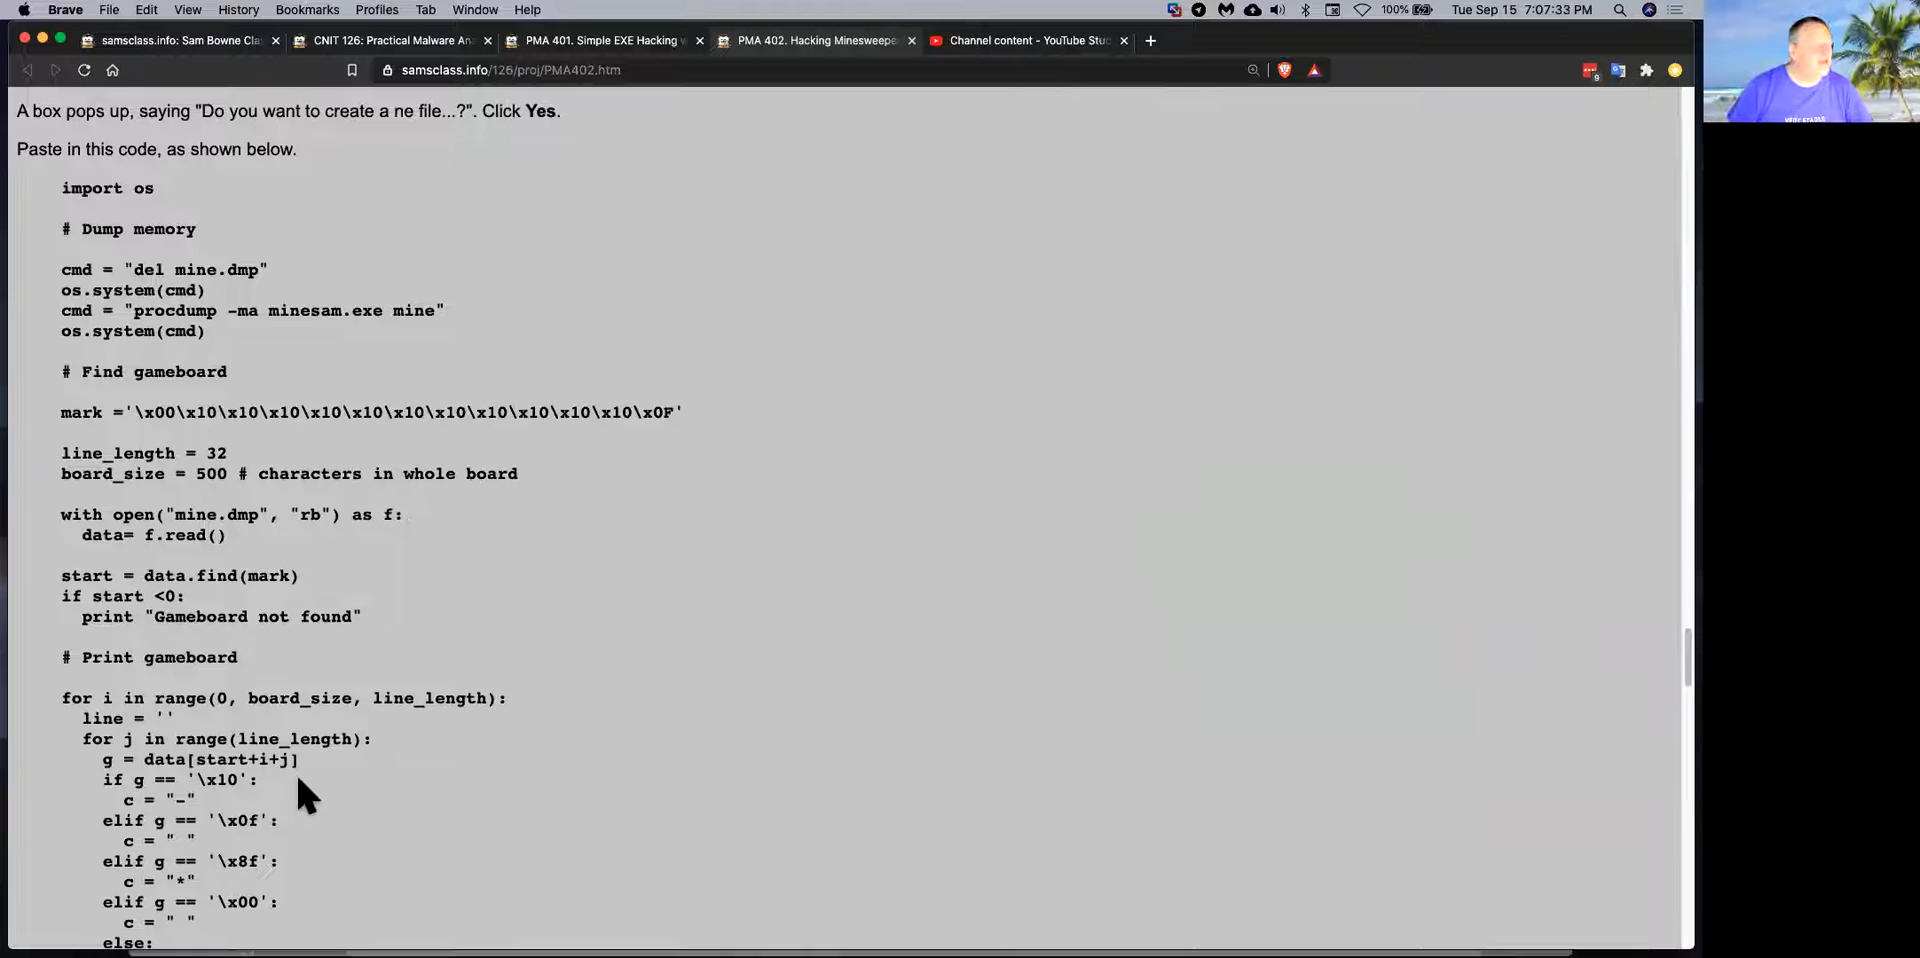 Brave File Edit View History Bookmarks Profiles Tab Window Help 100% Tue Sep 15 7:07:33 PM
samsclass.info: Sam Bowne Cla CNIT 126: Practical Malware An PMA 401. Simple EXE Hacking PMA 402. Hacking Minesweeper Channel content - YouTube Stu
samsclass.info/126/proj/PMA402.htm
A box pops up, saying "Do you want to create a ne file...?". Click Yes.
Paste in this code, as shown below.
import os
# Dump memory
cmd = "del mine.dmp"
os.system(cmd)
cmd = "procdump -ma minesam.exe mine"
os.system(cmd)
# Find gameboard
mark ='\x00\x10\x10\x10\x10\x10\x10\x10\x10\x10\x10\x10\x0F'
line_length = 32
board_size = 500 # characters in whole board
with open("mine.dmp", "rb") as f:
data= f.read()
start = data.find(mark)
if start <0:
print "Gameboard not found"
# Print gameboard
for i in range(0, board_size, line_length):
line = ''
for j in range(line_length):
g = data[start+i+j]
if g == '\x10':
c = "-"
elif g == '\x0f':
c = " "
elif g == '\x8f':
c = "*"
elif g == '\x00':
c = " "
else: